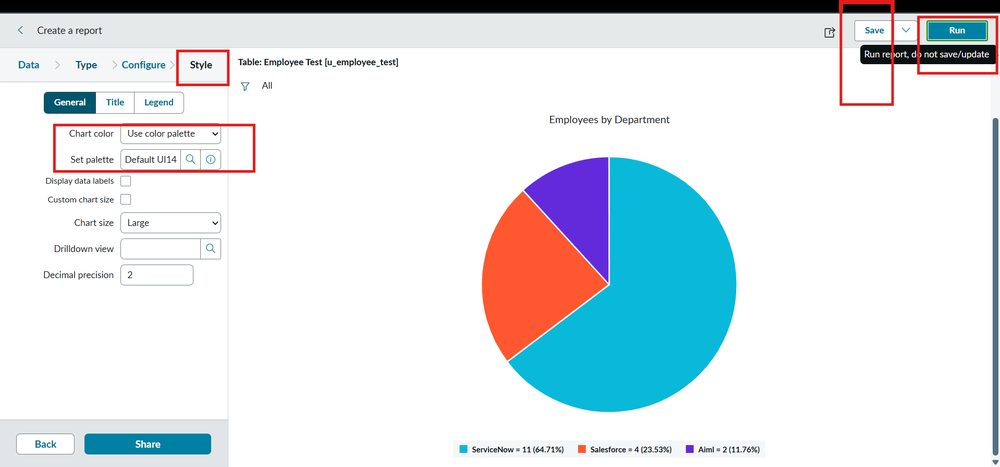 Create a report
Save
Run
Run report, do not save/update
Data
Type
Configure
Style
Table: Employee Test [u_employee_test]
All
General
Title
Legend
Chart color
Use color palette
Set palette
Default UI14
Display data labels
Custom chart size
Chart size
Large
Drilldown view
Decimal precision
2
Employees by Department
ServiceNow = 11 (64.71%)
Salesforce = 4 (23.53%)
Aiml = 2 (11.76%)
Back
Share